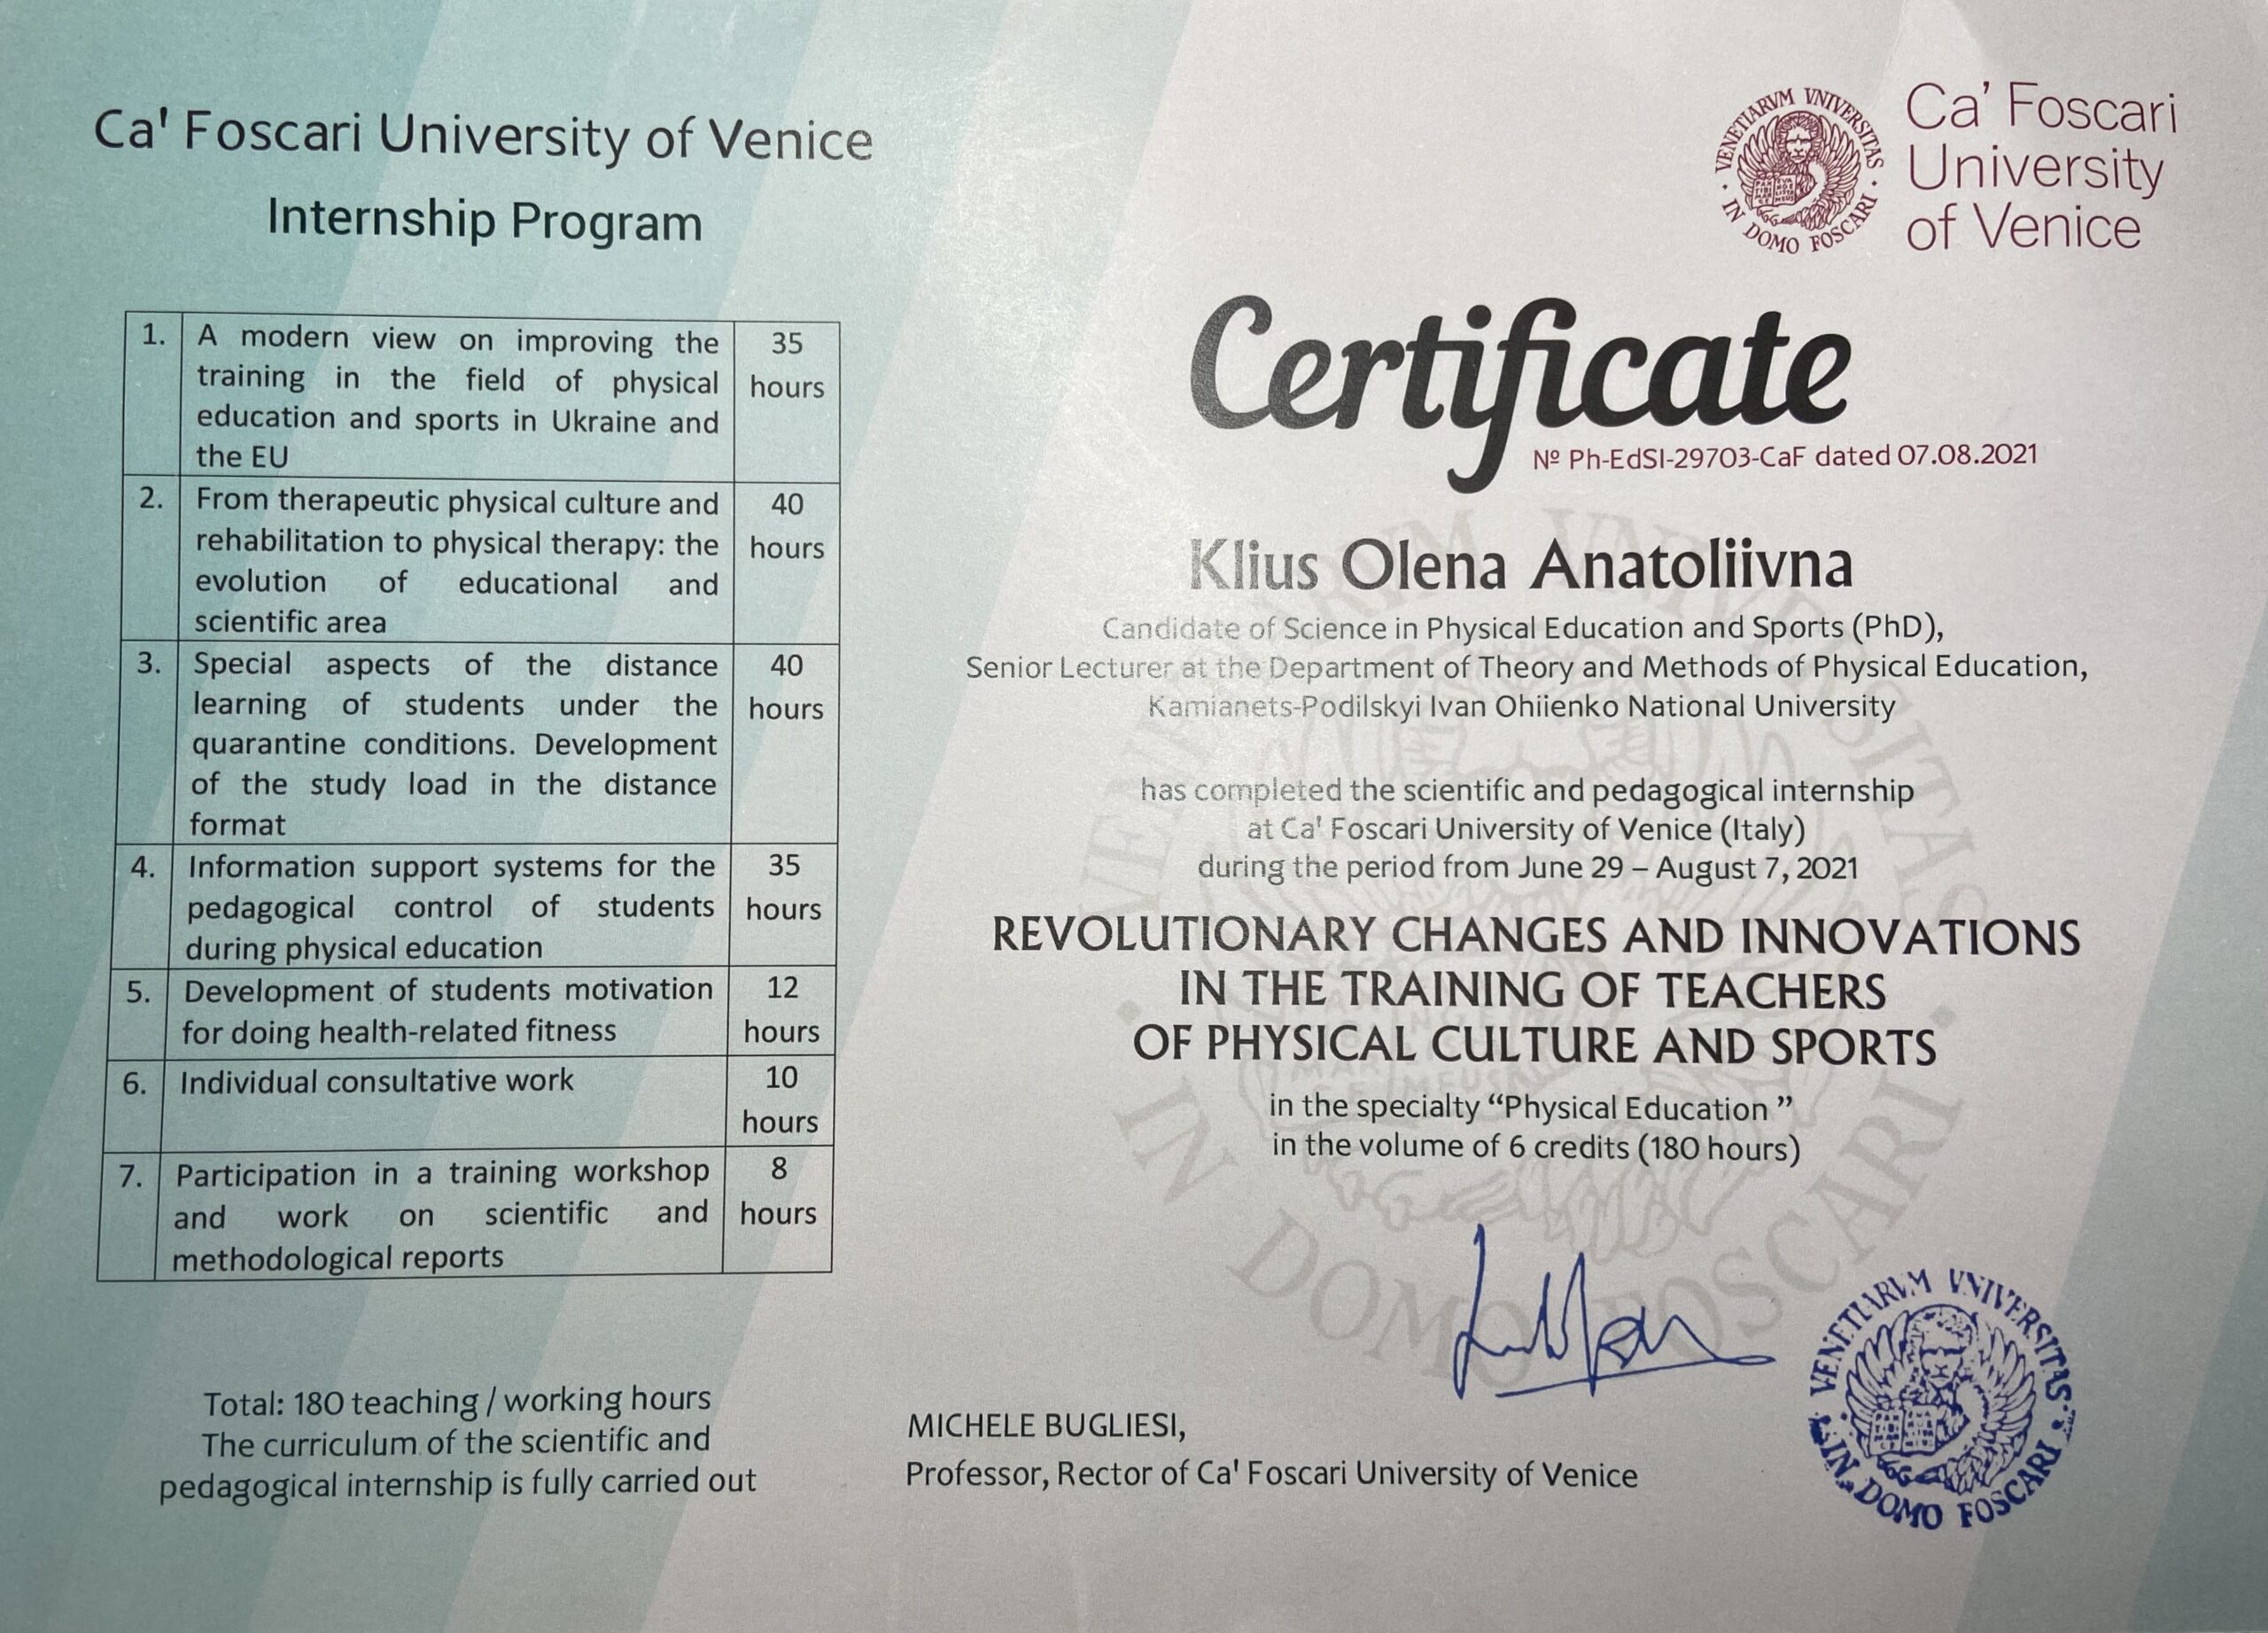 Ca' Foscari University of Venice
Internship Program
1. A modern view on improving the 35
training in the field of physical hours
education and sports in Ukraine and
the EU
2. From therapeutic physical culture and 40
rehabilitation to physical therapy: the hours
evolution of educational and
scientific area
3. Special aspects of the distance 40
learning of students under the hours
quarantine conditions. Development
of the study load in the distance
format
4. Information support systems for the 35
pedagogical control of students hours
during physical education
5. Development of students motivation 12
for doing health-related fitness hours
6. Individual consultative work 10
hours
7. Participation in a training workshop 8
and work on scientific and hours
methodological reports
Total: 180 teaching / working hours
The curriculum of the scientific and
pedagogical internship is fully carried out
VENETIARVM VNIVERSITAS
IN DOMO FOSCARI
Ca' Foscari
University
of Venice
Certificate
№ Ph-EdSI-29703-CaF dated 07.08.2021
Klius Olena Anatoliivna
Candidate of Science in Physical Education and Sports (PhD),
Senior Lecturer at the Department of Theory and Methods of Physical Education,
Kamianets-Podilskyi Ivan Ohiienko National University
has completed the scientific and pedagogical internship
at Ca' Foscari University of Venice (Italy)
during the period from June 29 – August 7, 2021
REVOLUTIONARY CHANGES AND INNOVATIONS
IN THE TRAINING OF TEACHERS
OF PHYSICAL CULTURE AND SPORTS
in the specialty “Physical Education ”
in the volume of 6 credits (180 hours)
MICHELE BUGLIESI,
Professor, Rector of Ca' Foscari University of Venice
VENETIARVM VNIVERSITAS
IN DOMO FOSCARI